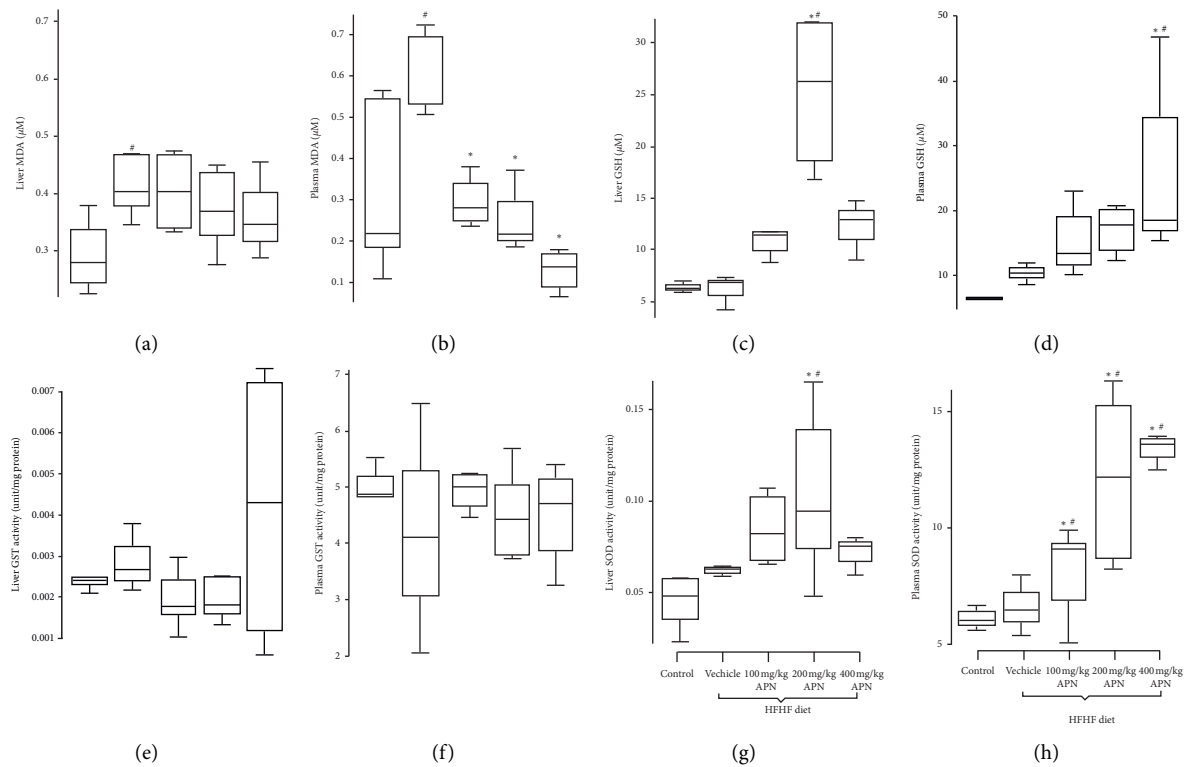 0.7
0.6
0.5
0.4
0.3
Liver MDA (μM)
#
(a)
0.7
0.6
0.5
0.4
0.3
0.2
0.1
Plasma MDA (μM)
#
*
*
*
(b)
30
25
20
15
10
5
Liver GSH (μM)
* #
(c)
50
40
30
20
10
Plasma GSH (μM)
* #
(d)
0.007
0.006
0.005
0.004
0.003
0.002
0.001
Liver GST activity (unit/mg protein)
(e)
7
6
5
4
3
2
Plasma GST activity (unit/mg protein)
(f)
0.15
0.10
0.05
Liver SOD activity (unit/mg protein)
* #
Control
Vechicle
100 mg/kg
APN
200 mg/kg
APN
400 mg/kg
APN
HFHF diet
(g)
15
10
5
Plasma SOD activity (unit/mg protein)
* #
* #
* #
Control
Vechicle
100 mg/kg
APN
200 mg/kg
APN
400 mg/kg
APN
HFHF diet
(h)